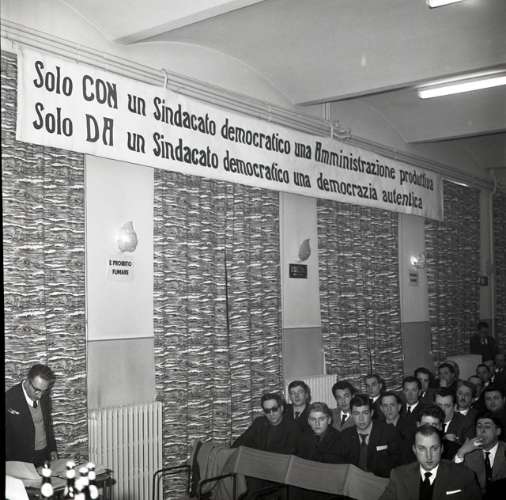 Solo CON un Sindacato democratico una Amministrazione produttiva
Solo DA un Sindacato democratico una democrazia autentica
E PROIBITO
FUMARE